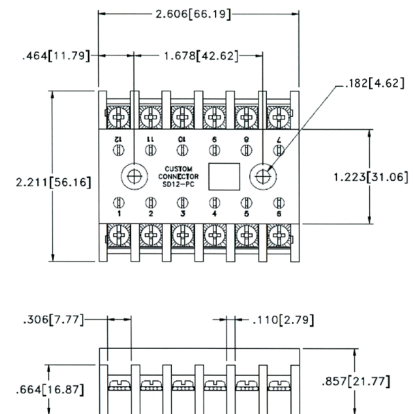 2.606[66.19]
.464[11.79]
1.678[42.62]
.182[4.62]
12 11 10 9 8 7
2.211[56.16]
CUSTOM
CONNECTOR
SD12-PC
1.223[31.06]
1 2 3 4 5 6
.306[7.77]
.110[2.79]
.664[16.87]
.857[21.77]